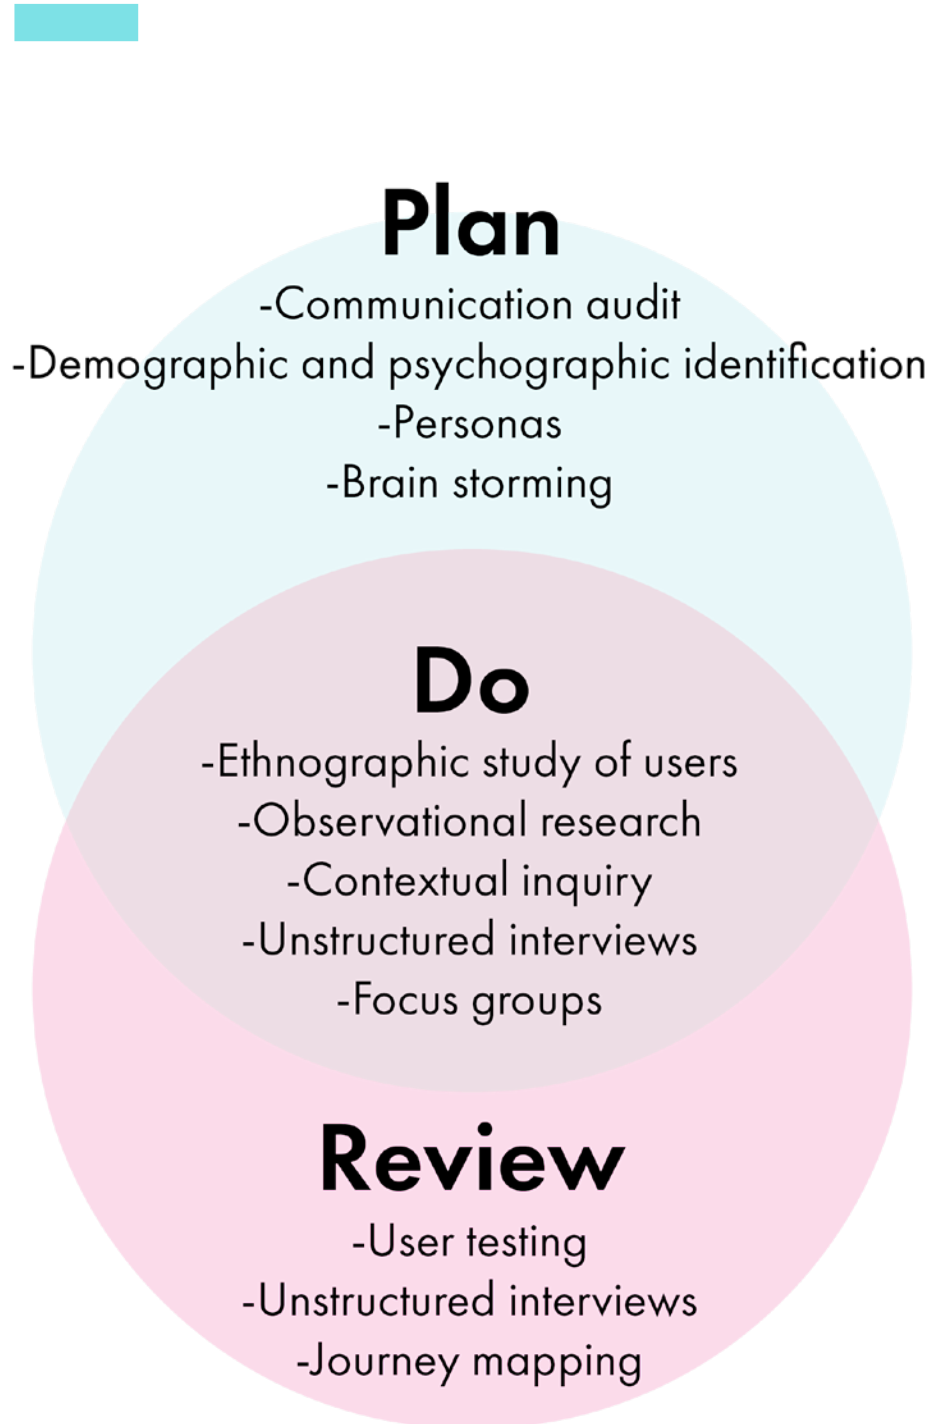 Plan
-Communication audit
-Demographic and psychographic identification
-Personas
-Brain storming
Do
-Ethnographic study of users
-Observational research
-Contextual inquiry
-Unstructured interviews
-Focus groups
Review
-User testing
-Unstructured interviews
-Journey mapping